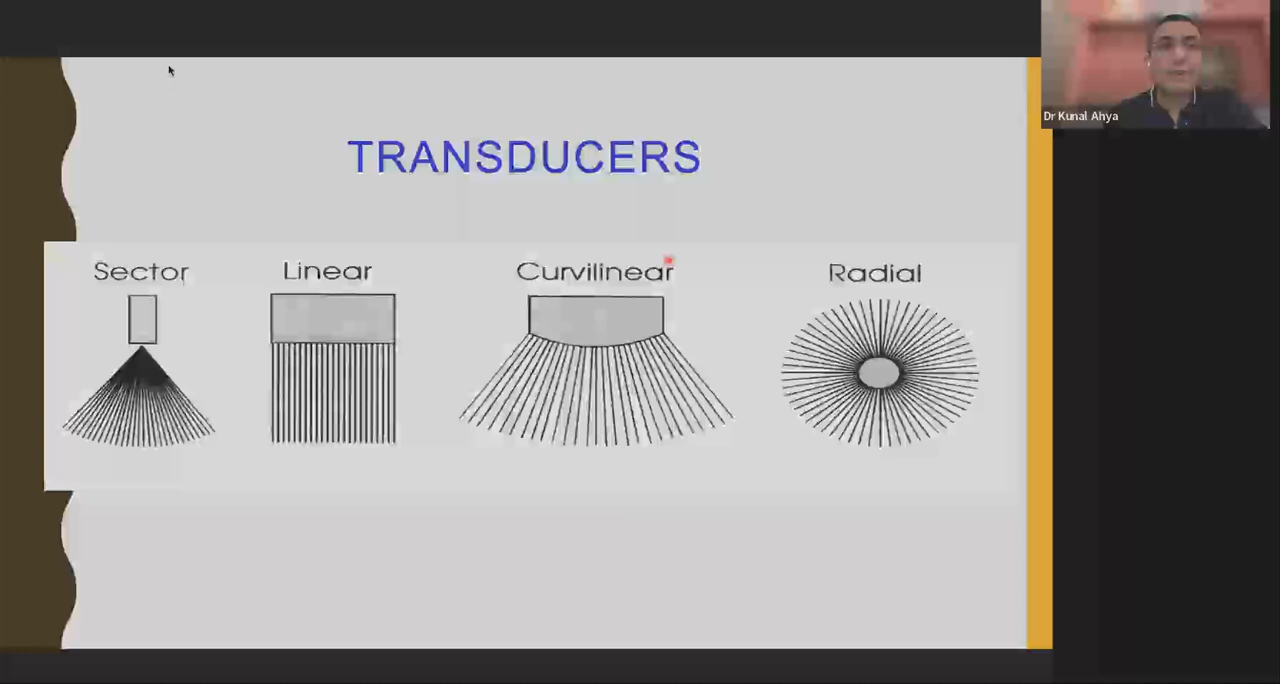 Dr Kunal Ahya
TRANSDUCERS
Sector
Linear
Curvilinear
Radial